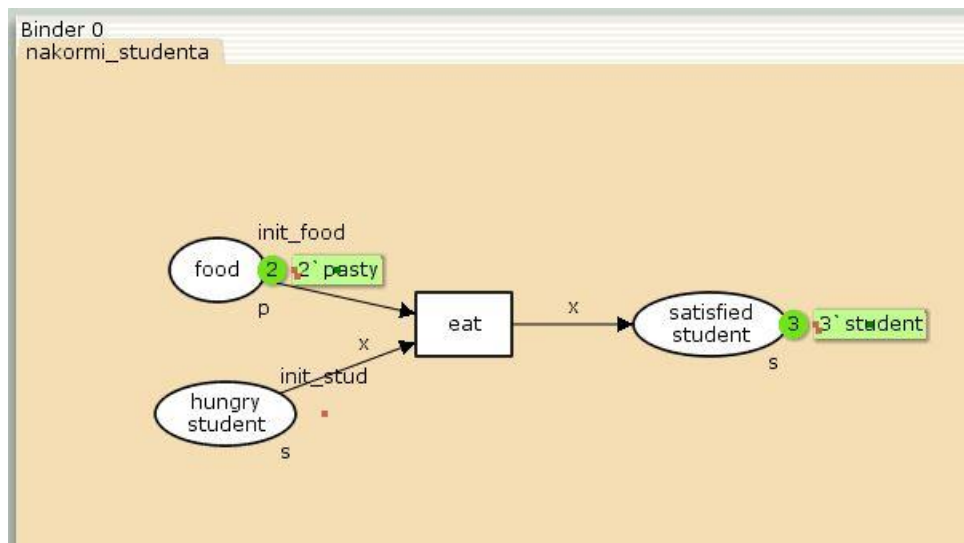 Binder 0
nakormi_studenta
init_food
food
2
2`pasty
p
eat
x
satisfied
student
3
3`student
s
x
init_stud
hungry
student
s